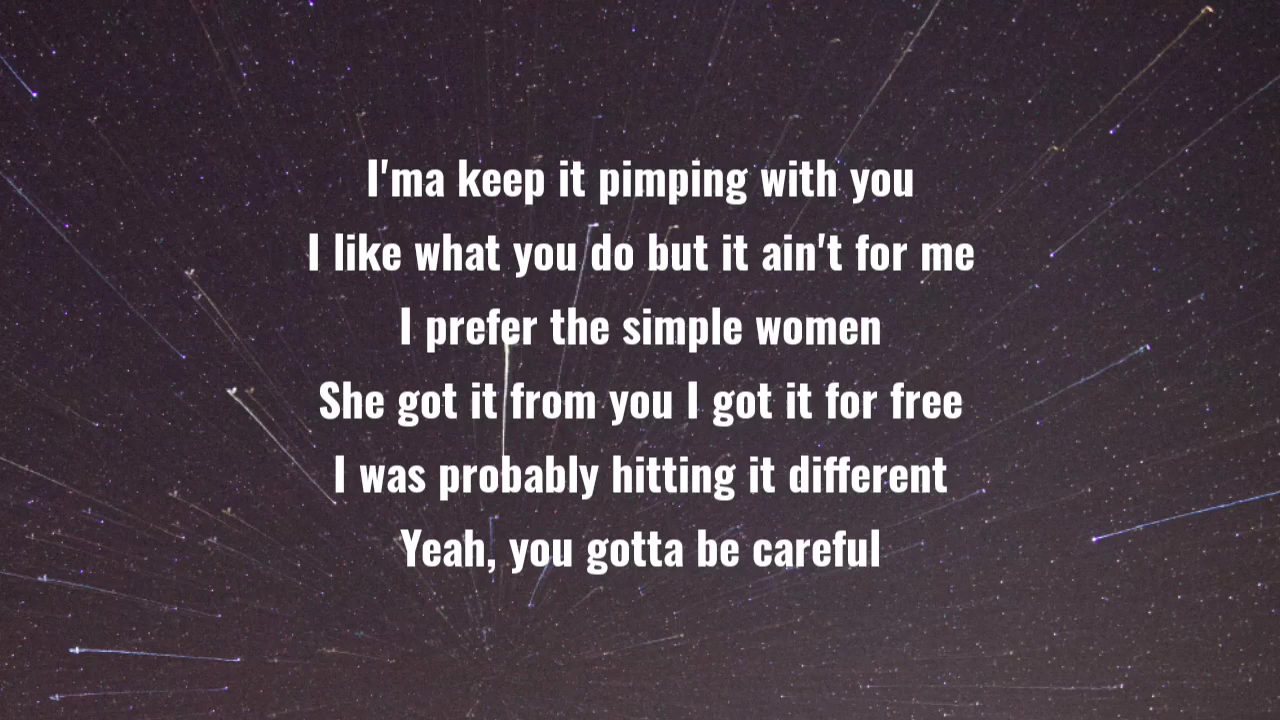 I'ma keep it pimping with you
I like what you do but it ain't for me
I prefer the simple women
She got it from you I got it for free
I was probably hitting it different
Yeah, you gotta be careful